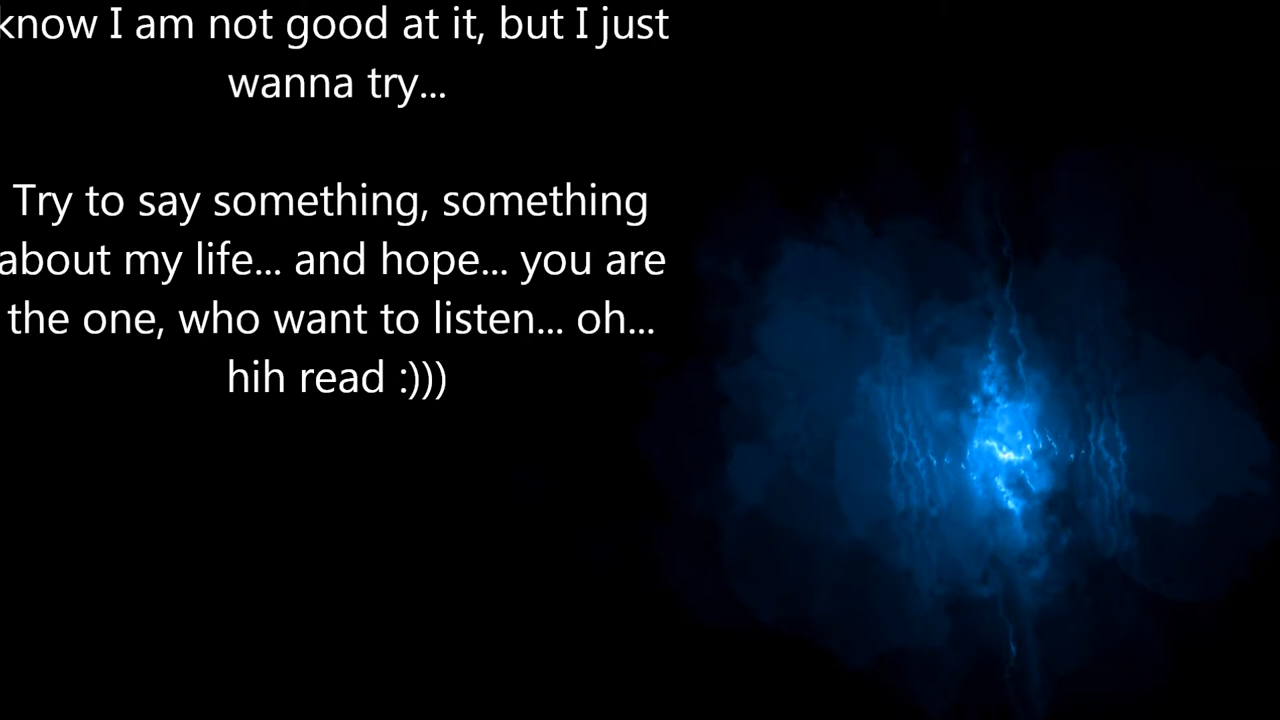 know I am not good at it, but I just
wanna try...
Try to say something, something
about my life... and hope... you are
the one, who want to listen... oh...
hih read :)))